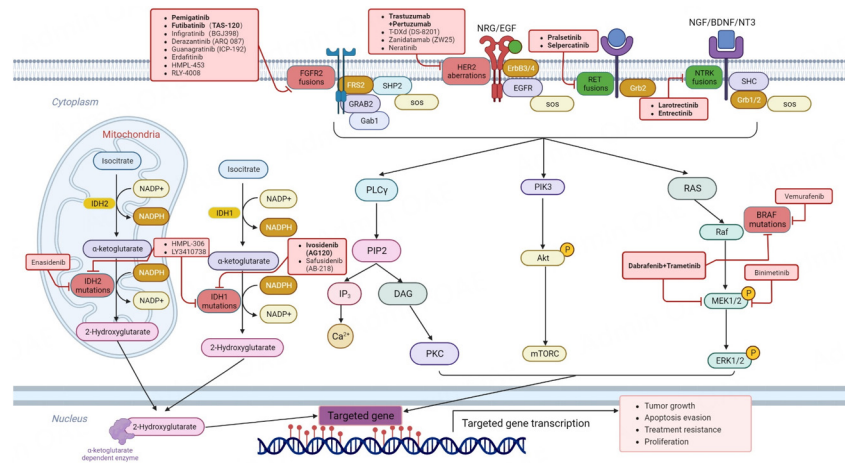 Pemigatinib
Futibatinib (TAS-120)
Infigratinib (BGJ398)
Derazantinib (ARQ 087)
Guanagratinib (ICP-192)
Erdafitinib
HMPL-453
RLY-4008
FGFR2
fusions
FRS2
SHP2
GRAB2
sos
Gab1
Trastuzumab
+Pertuzumab
T-DXd (DS-8201)
Zanidatamab (ZW25)
Neratinib
NRG/EGF
HER2
aberrations
ErbB3/4
EGFR
sos
Pralsetinib
Selpercatinib
RET
fusions
Grb2
NGF/BDNF/NT3
NTRK
fusions
SHC
Grb1/2
sos
Larotrectinib
Entrectinib
Cytoplasm
Mitochondria
Isocitrate
NADP+
IDH2
NADPH
α-ketoglutarate
Enasidenib
IDH2
mutations
NADPH
NADP+
2-Hydroxyglutarate
HMPL-306
LY3410738
Isocitrate
NADP+
IDH1
NADPH
α-ketoglutarate
Ivosidenib
(AG120)
Safusidenib
(AB-218)
IDH1
mutations
NADPH
NADP+
2-Hydroxyglutarate
PLCγ
PIP2
IP3
DAG
Ca2+
PKC
PIK3
Akt
P
mTORC
RAS
Raf
BRAF
mutations
Vemurafenib
Dabrafenib+Trametinib
Binimetinib
MEK1/2
P
ERK1/2
P
Nucleus
2-Hydroxyglutarate
α-ketoglutarate
dependent enzyme
Targeted gene
Targeted gene transcription
Tumor growth
Apoptosis evasion
Treatment resistance
Proliferation